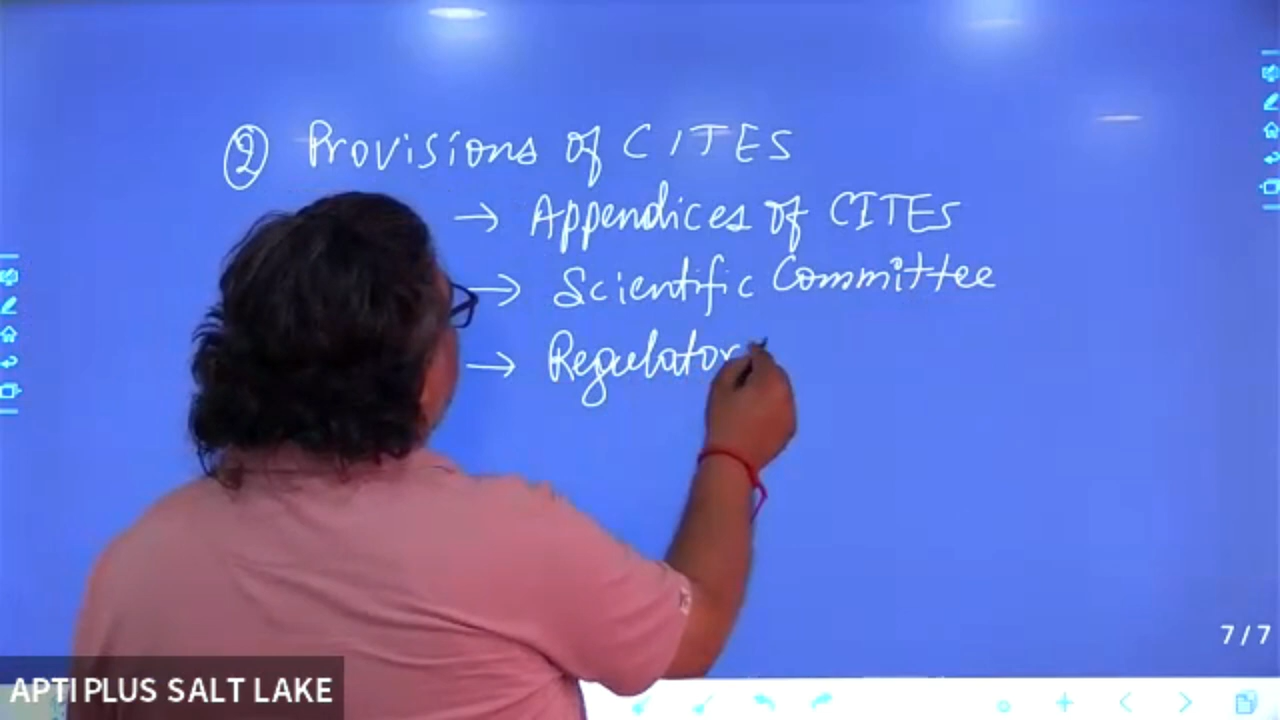 ② Provisions of CITES
→ Appendices of CITES
→ Scientific Committee
→ Regulator
7/7
APTI PLUS SALT LAKE